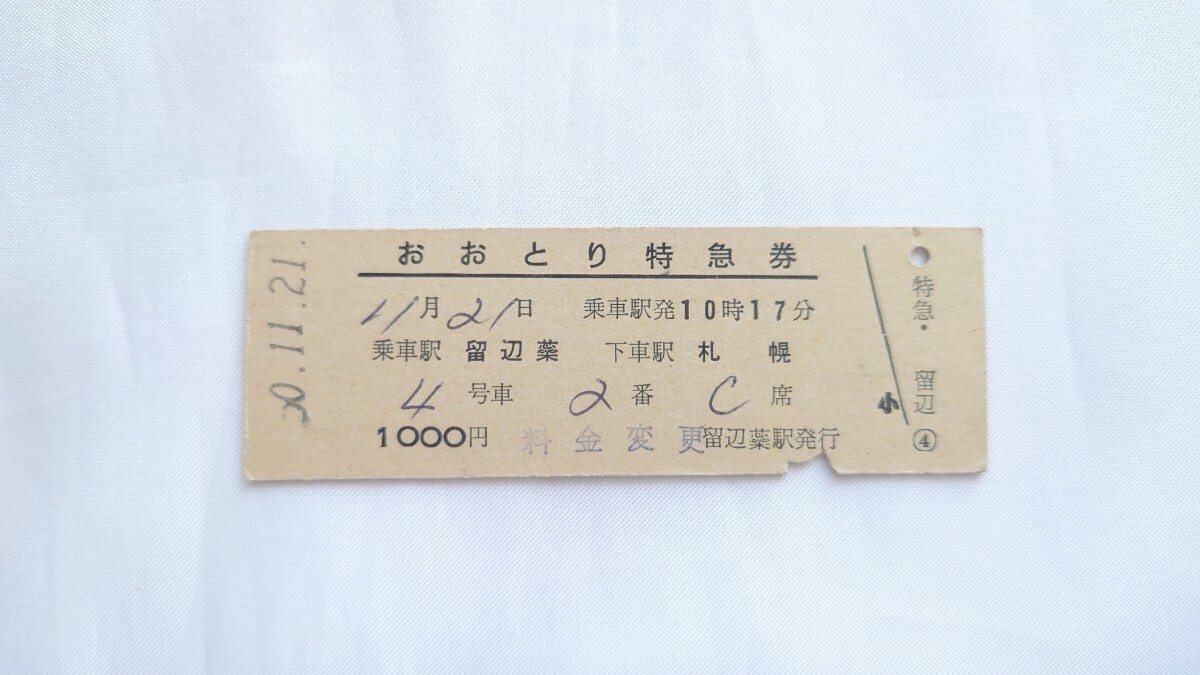 おおとり特急券
11月21日 乗車駅発10時17分
乗車駅 留辺蘂 下車駅 札幌
4号車 2番 C席
1000円 料金変更 留辺蘂駅発行
50.11.21.
特急・留辺④
小